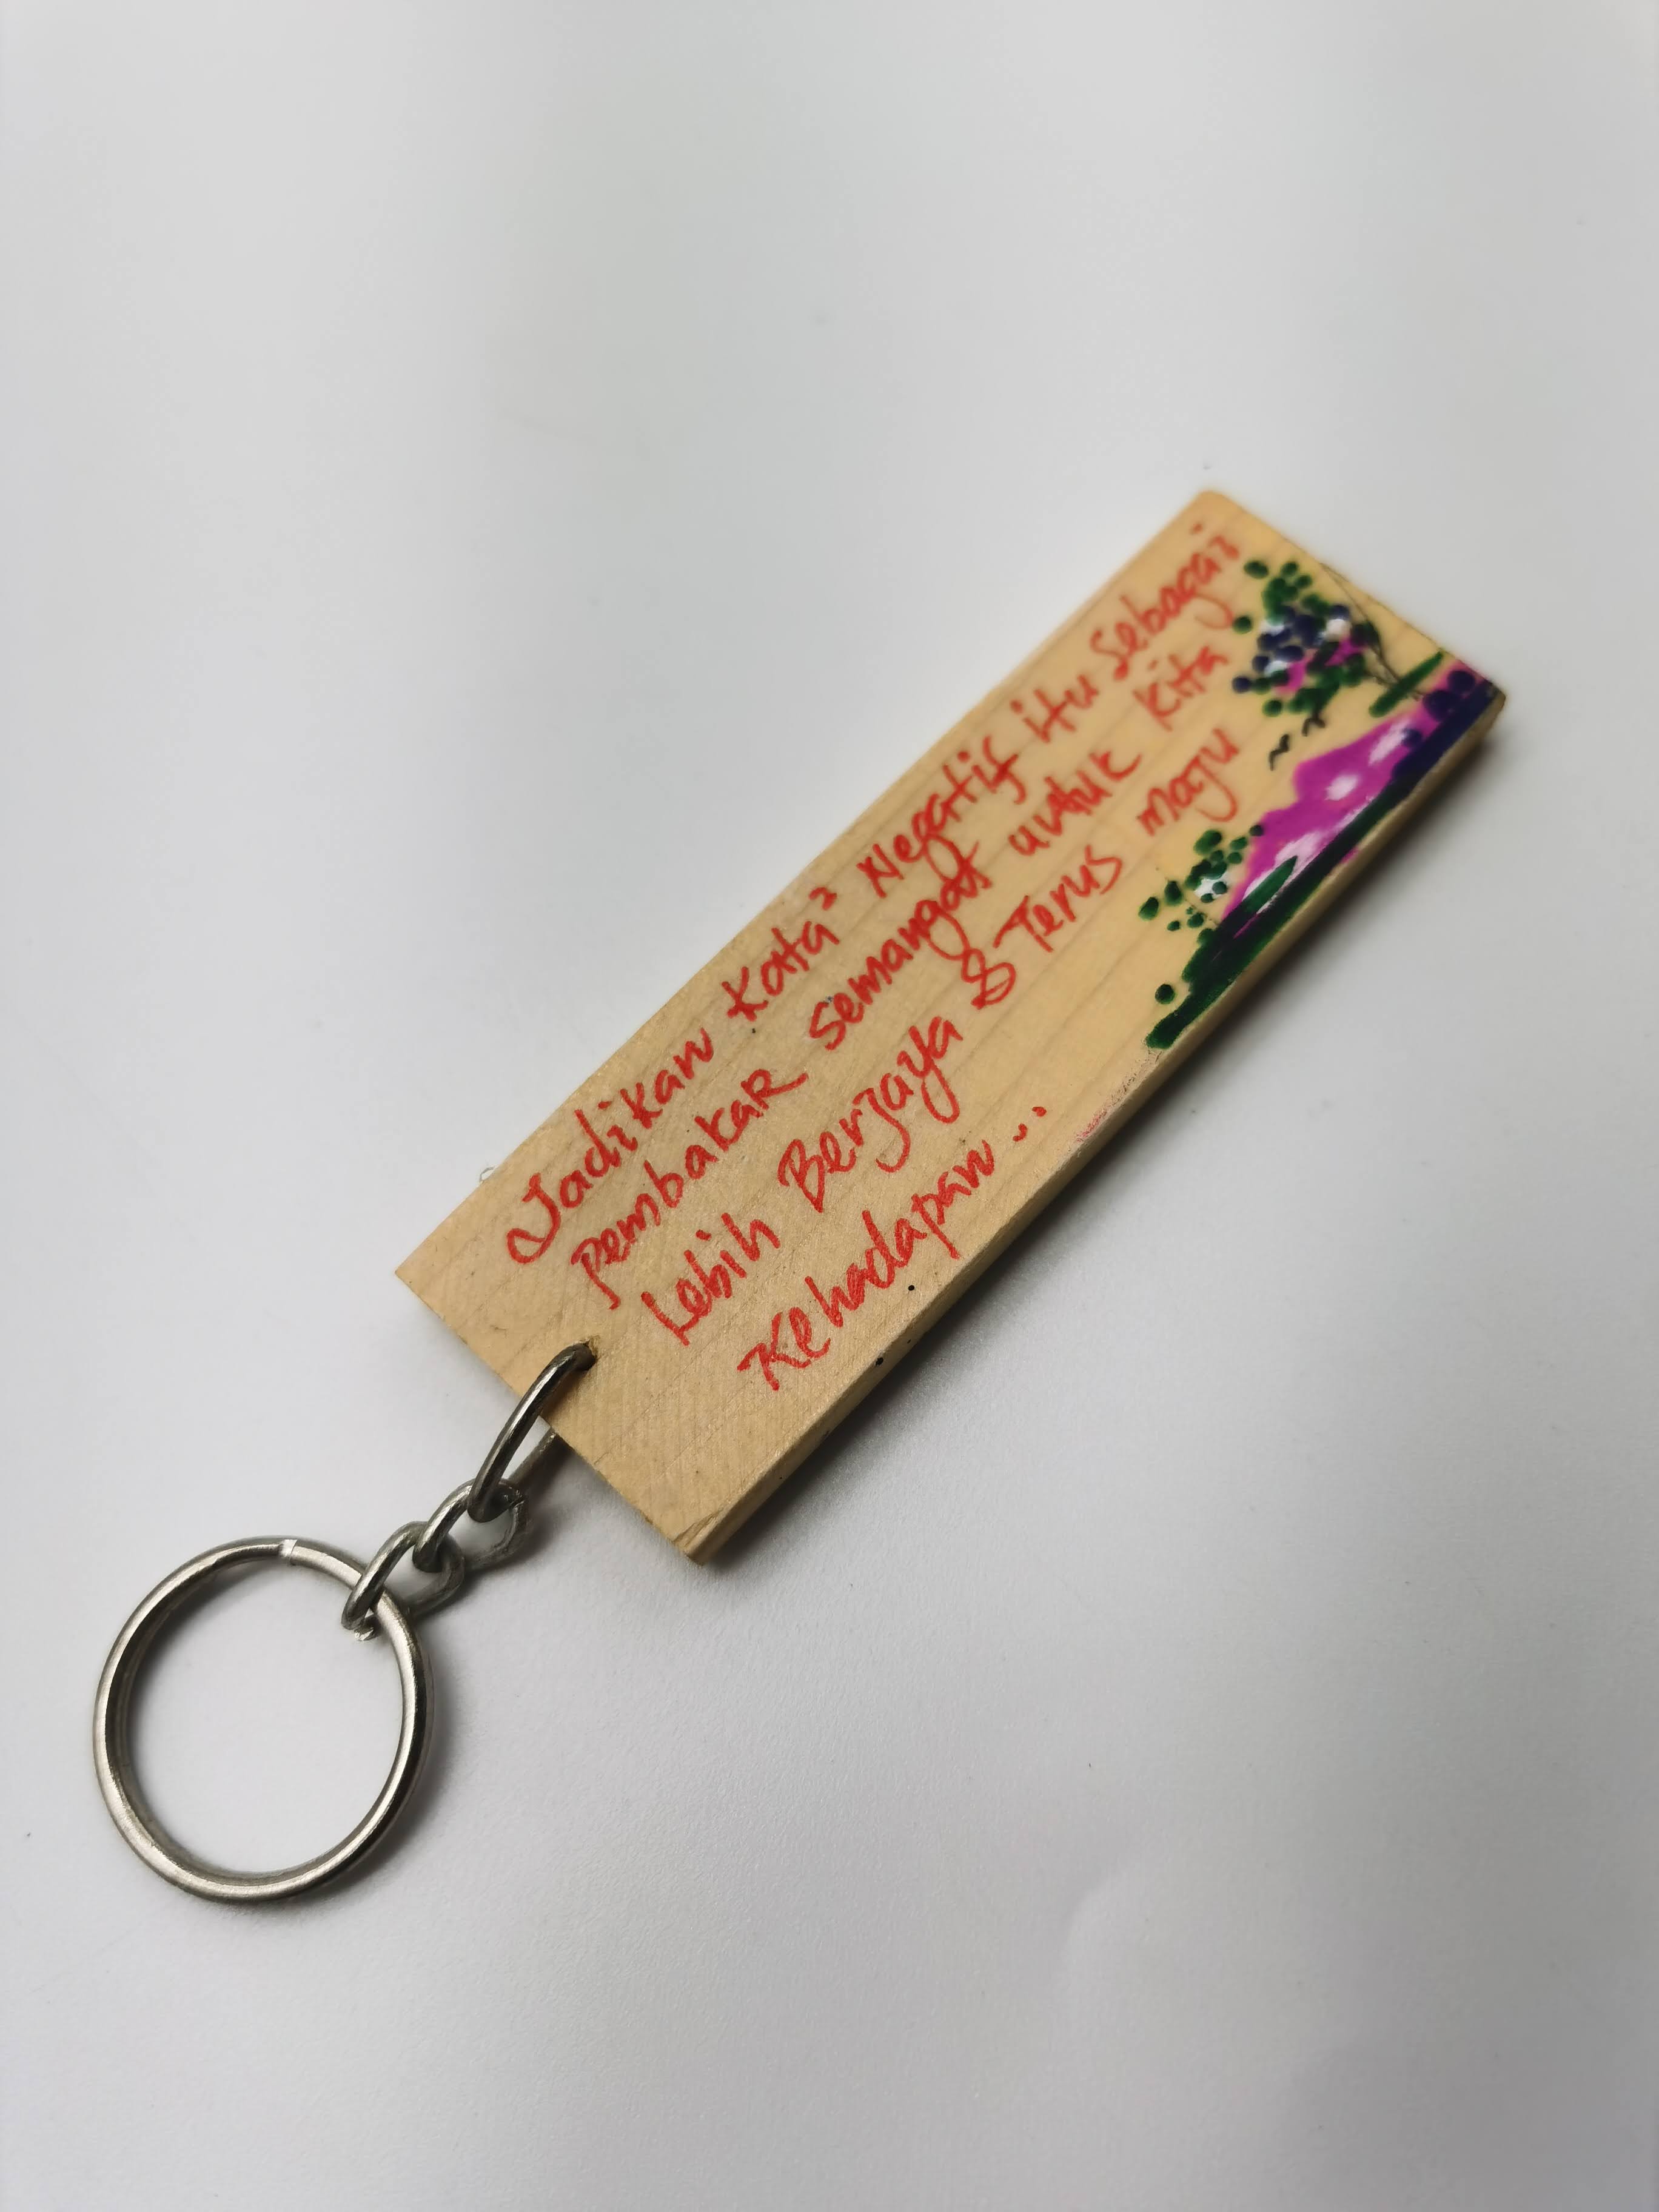 Jadikan Kata² Negatif itu sebagai
pembakar semangat untuk kita
Lebih Berjaya & Terus maju
Kehadapan...